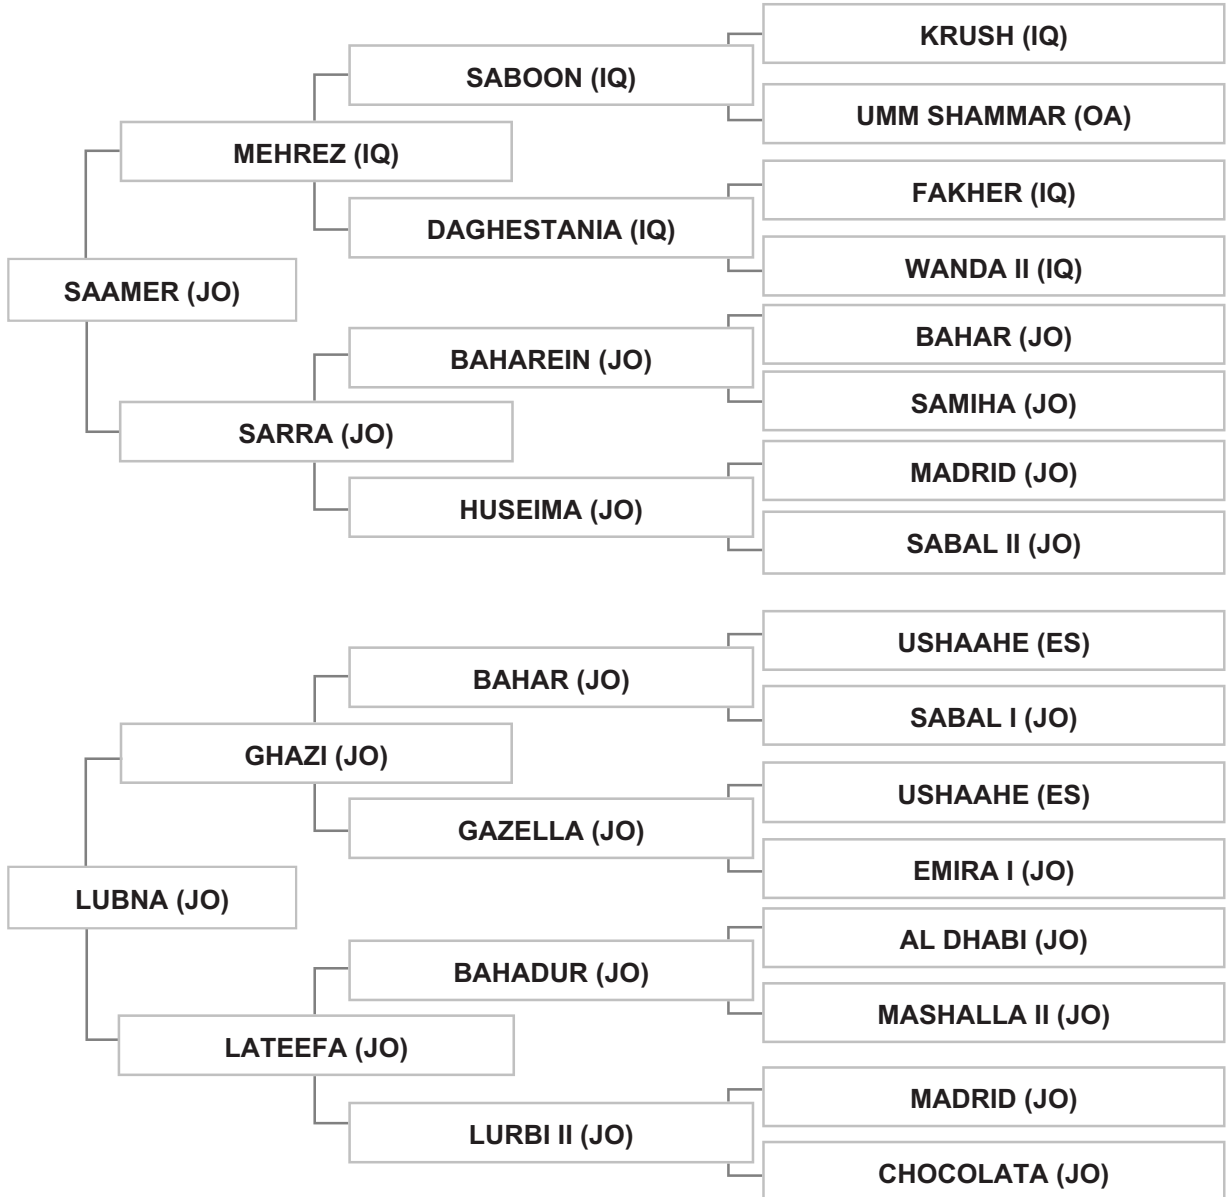 KRUSH (IQ)
SABOON (IQ)
UMM SHAMMAR (OA)
MEHREZ (IQ)
FAKHER (IQ)
DAGHESTANIA (IQ)
WANDA II (IQ)
SAAMER (JO)
BAHAR (JO)
BAHAREIN (JO)
SAMIHA (JO)
SARRA (JO)
MADRID (JO)
HUSEIMA (JO)
SABAL II (JO)
USHAAHE (ES)
BAHAR (JO)
SABAL I (JO)
GHAZI (JO)
USHAAHE (ES)
GAZELLA (JO)
EMIRA I (JO)
LUBNA (JO)
AL DHABI (JO)
BAHADUR (JO)
MASHALLA II (JO)
LATEEFA (JO)
MADRID (JO)
LURBI II (JO)
CHOCOLATA (JO)